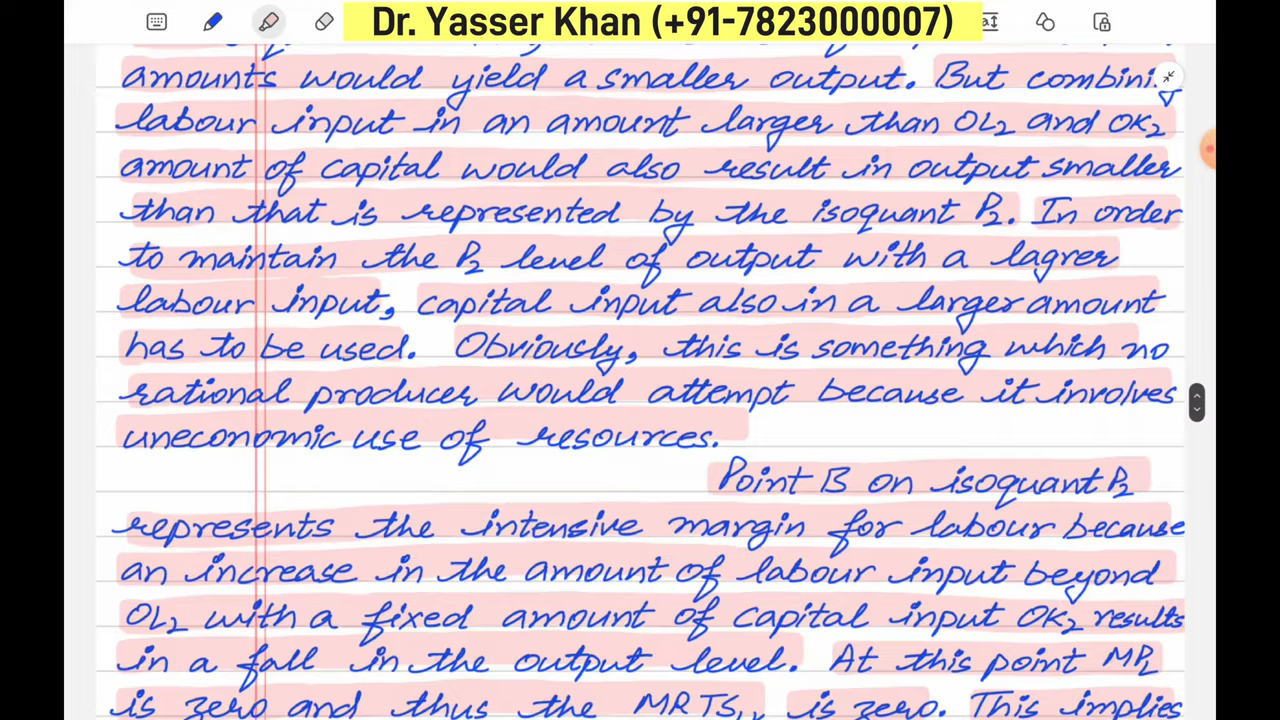 Dr. Yasser Khan (+91-7823000007)
amounts would yield a smaller output. But combining
labour input in an amount larger than OL2 and OK2
amount of capital would also result in output smaller
than that is represented by the isoquant P2. In order
to maintain the P2 level of output with a lagrer
labour input, capital input also in a larger amount
has to be used. Obviously, this is something which no
rational producer would attempt because it involves
uneconomic use of resources.
Point B on isoquant P2
represents the intensive margin for labour because
an increase in the amount of labour input beyond
OL2 with a fixed amount of capital input OK2 results
in a fall in the output level. At this point MPL
is zero and thus the MRTS is zero. This implies